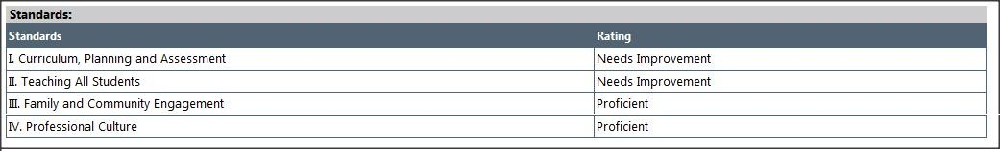 Standards:
Standards Rating
I. Curriculum, Planning and Assessment Needs Improvement
II. Teaching All Students Needs Improvement
III. Family and Community Engagement Proficient
IV. Professional Culture Proficient